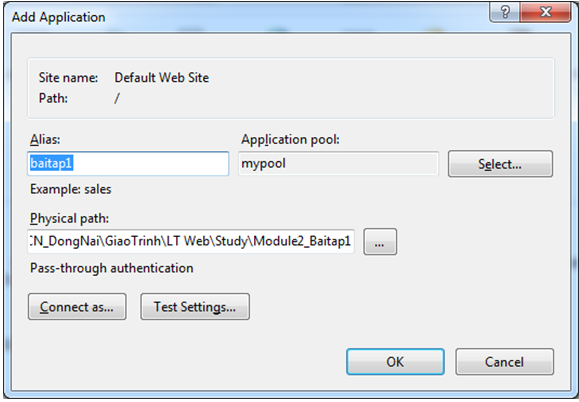 Add Application
Site name: Default Web Site
Path: /
Alias: Application pool:
baitap1 mypool Select...
Example: sales
Physical path:
CN_DongNai\GiaoTrinh\LT Web\Study\Module2_Baitap1 ...
Pass-through authentication
Connect as... Test Settings...
OK Cancel